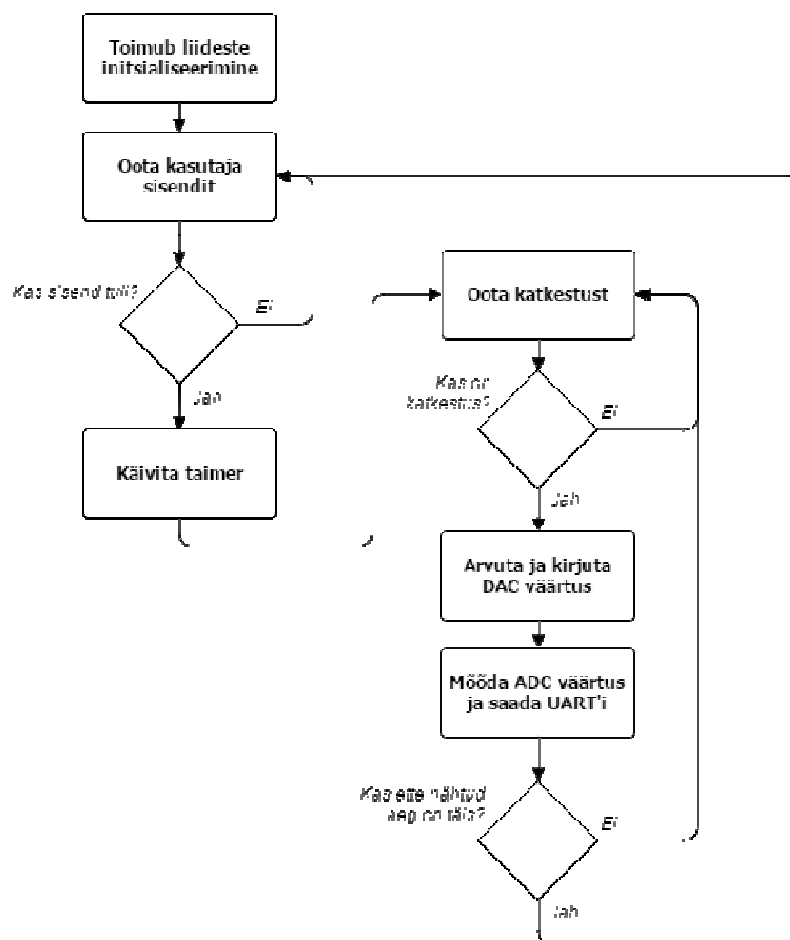 Toimub liideste
initsialiseerimine
Oota kasutaja
sisendit
Kas sisend tuli?
Ei
Jah
Käivita taimer
Oota katkestust
Kas on
katkestus?
Ei
Jah
Arvuta ja kirjuta
DAC väärtus
Mõõda ADC väärtus
ja saada UART'i
Kas ette nähtud
aeg on täis?
Ei
Jah